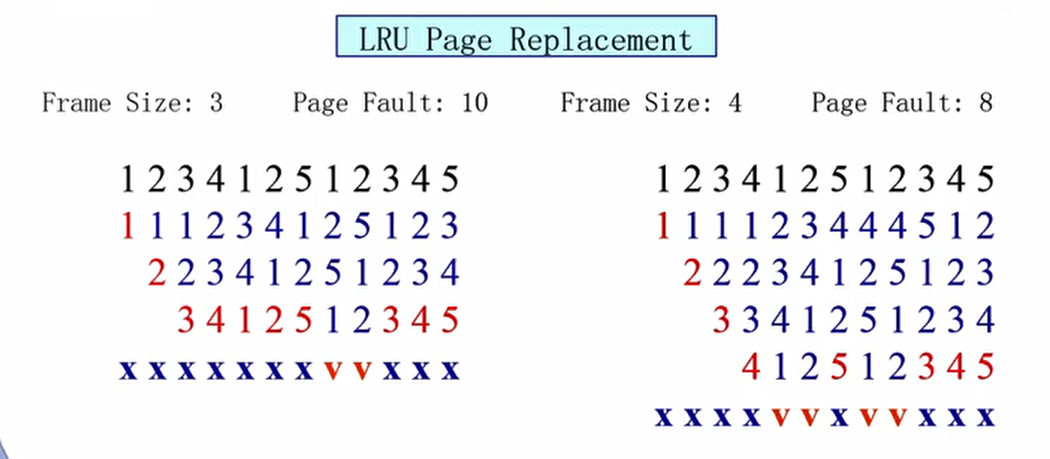 LRU Page Replacement
Frame Size: 3 Page Fault: 10 Frame Size: 4 Page Fault: 8
1 2 3 4 1 2 5 1 2 3 4 5
1 1 1 2 3 4 1 2 5 1 2 3
2 2 3 4 1 2 5 1 2 3 4
3 4 1 2 5 1 2 3 4 5
x x x x x x x v v x x x
1 2 3 4 1 2 5 1 2 3 4 5
1 1 1 1 2 3 4 4 4 5 1 2
2 2 2 3 4 1 2 5 1 2 3
3 3 4 1 2 5 1 2 3 4
4 1 2 5 1 2 3 4 5
x x x x v v x v v x x x